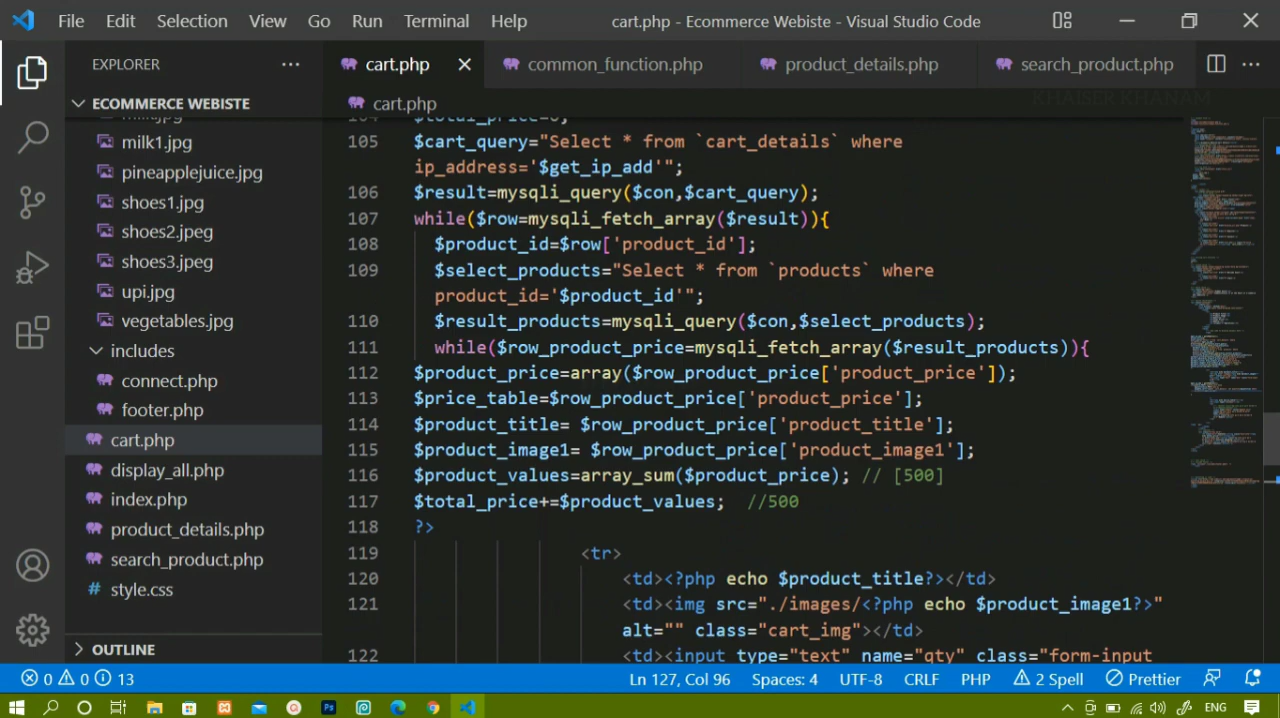 File Edit Selection View Go Run Terminal Help cart.php - Ecommerce Webiste - Visual Studio Code
EXPLORER
cart.php common_function.php product_details.php search_product.php
ECOMMERCE WEBISTE
cart.php
KHAISER KHANAM
milk.jpg
milk1.jpg
pineapplejuice.jpg
shoes1.jpg
shoes2.jpeg
shoes3.jpeg
upi.jpg
vegetables.jpg
includes
connect.php
footer.php
cart.php
display_all.php
index.php
product_details.php
search_product.php
# style.css
OUTLINE
104 $total_price=0;
105 $cart_query="Select * from `cart_details` where
ip_address='$get_ip_add'";
106 $result=mysqli_query($con,$cart_query);
107 while($row=mysqli_fetch_array($result)){
108 $product_id=$row['product_id'];
109 $select_products="Select * from `products` where
product_id='$product_id'";
110 $result_products=mysqli_query($con,$select_products);
111 while($row_product_price=mysqli_fetch_array($result_products)){
112 $product_price=array($row_product_price['product_price']);
113 $price_table=$row_product_price['product_price'];
114 $product_title= $row_product_price['product_title'];
115 $product_image1= $row_product_price['product_image1'];
116 $product_values=array_sum($product_price); // [500]
117 $total_price+=$product_values; //500
118 ?>
119 <tr>
120 <td><?php echo $product_title?></td>
121 <td><img src="./images/<?php echo $product_image1?>"
alt="" class="cart_img"></td>
122 <td><input type="text" name="qty" class="form-input
0 0 13 Ln 127, Col 96 Spaces: 4 UTF-8 CRLF PHP 2 Spell Prettier
ENG